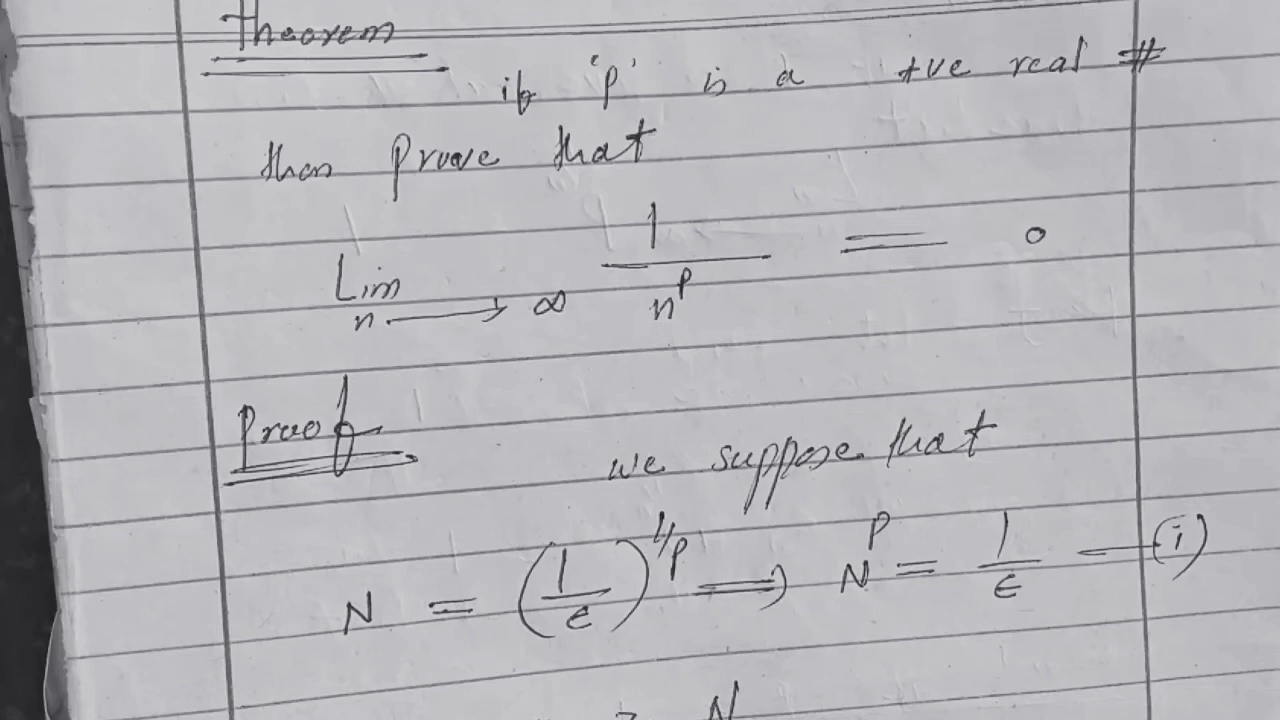 Theorem
if 'p' is a +ve real #
then Prove that
Lim n → ∞ 1/n^p = 0
Proof we suppose that
N = (1/ϵ)^1/p ⟹ N^p = 1/ϵ —(i)
N